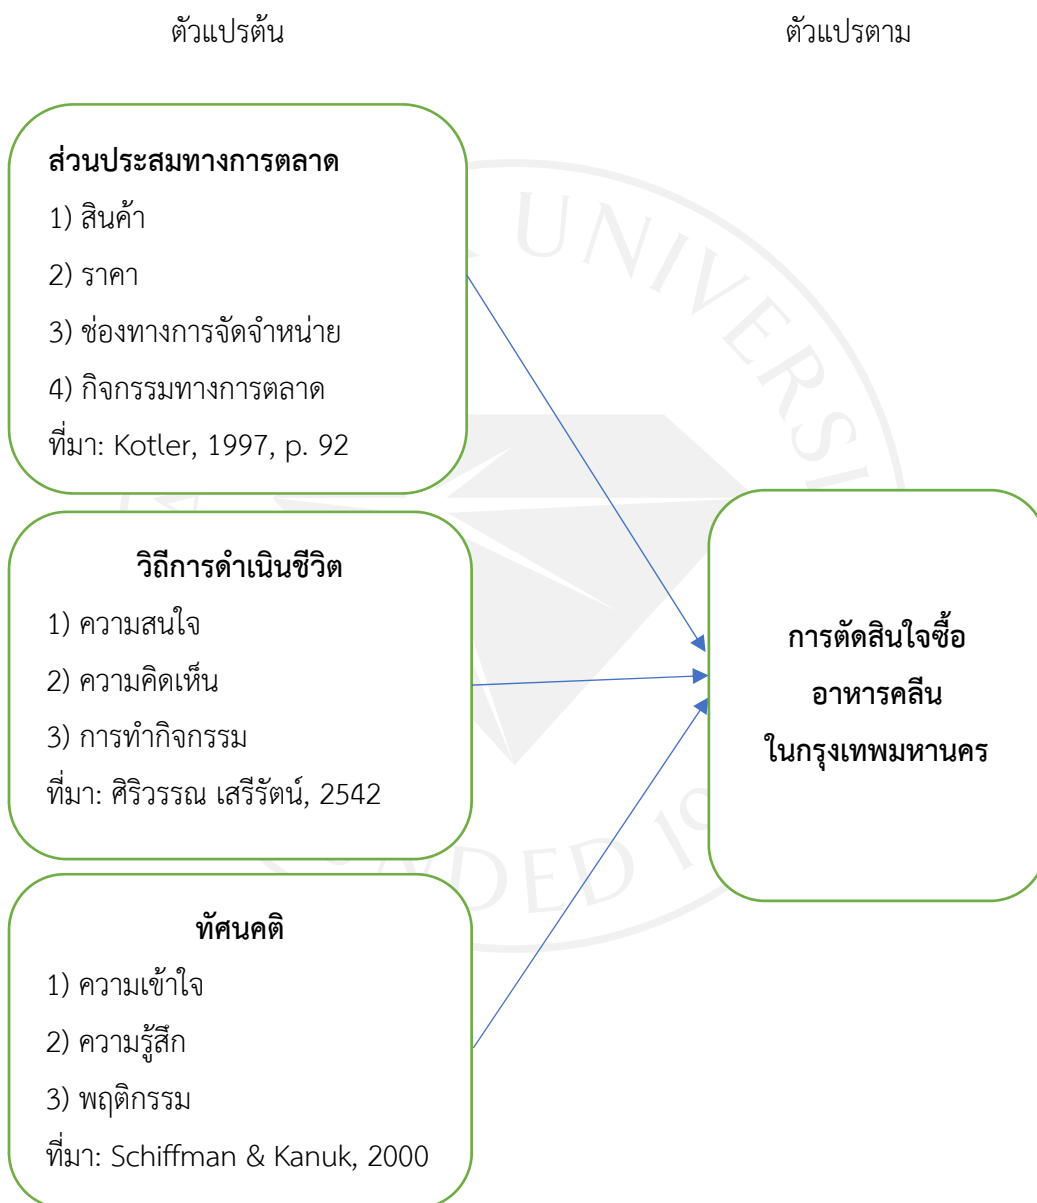 ตัวแปรต้น
ตัวแปรตาม
ส่วนประสมทางการตลาด
1) สินค้า
2) ราคา
3) ช่องทางการจัดจำหน่าย
4) กิจกรรมทางการตลาด
ที่มา: Kotler, 1997, p. 92
วิถีการดำเนินชีวิต
1) ความสนใจ
2) ความคิดเห็น
3) การทำกิจกรรม
ที่มา: ศิริวรรณ เสรีรัตน์, 2542
ทัศนคติ
1) ความเข้าใจ
2) ความรู้สึก
3) พฤติกรรม
ที่มา: Schiffman & Kanuk, 2000
การตัดสินใจซื้อ
อาหารคลีน
ในกรุงเทพมหานคร